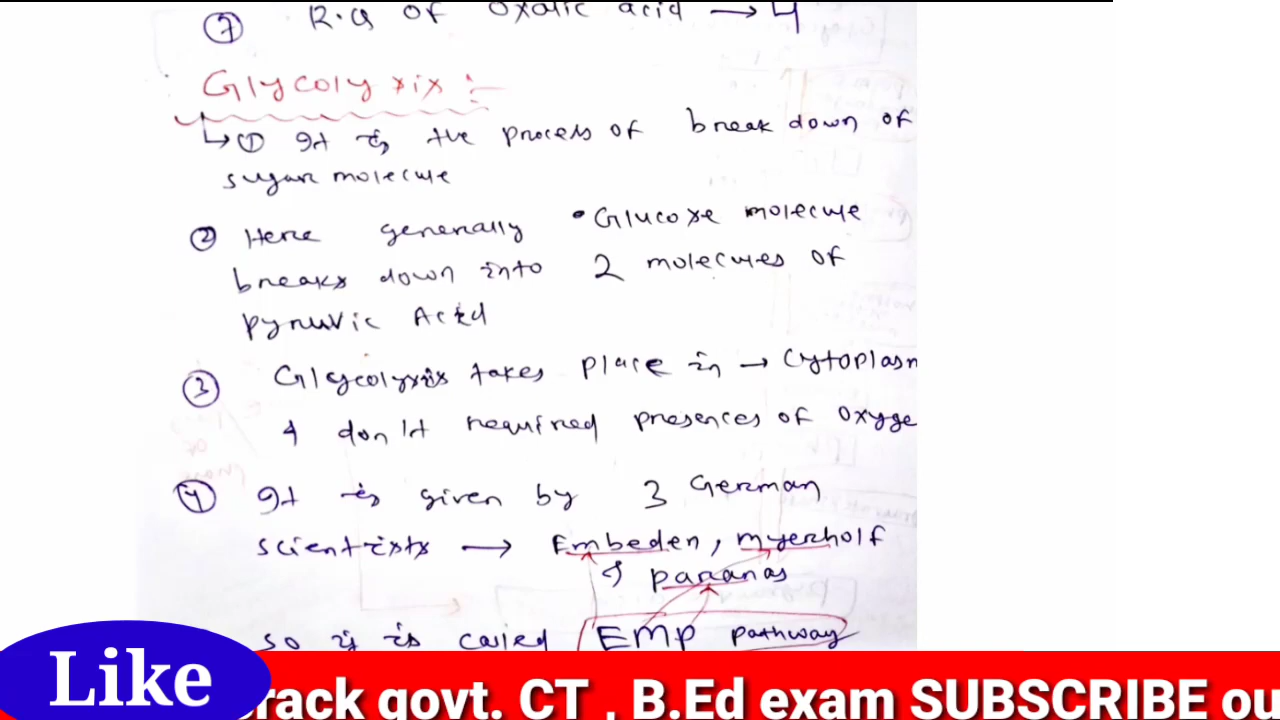 ⑦ R.Q of Oxalic acid → 4
Glycolysis :-
↳① It is the process of break down of
sugar molecule
② Here generally • Glucose molecule
breaks down into 2 molecules of
pyruvic Acid
③ Glycolysis takes place in → Cytoplasm
& don't required presences of oxyge
④ It is given by 3 German
scientists → Embeden, myerholf
& paranas
so if is called EMP pathway
Like
rack govt. CT , B.Ed exam SUBSCRIBE ou